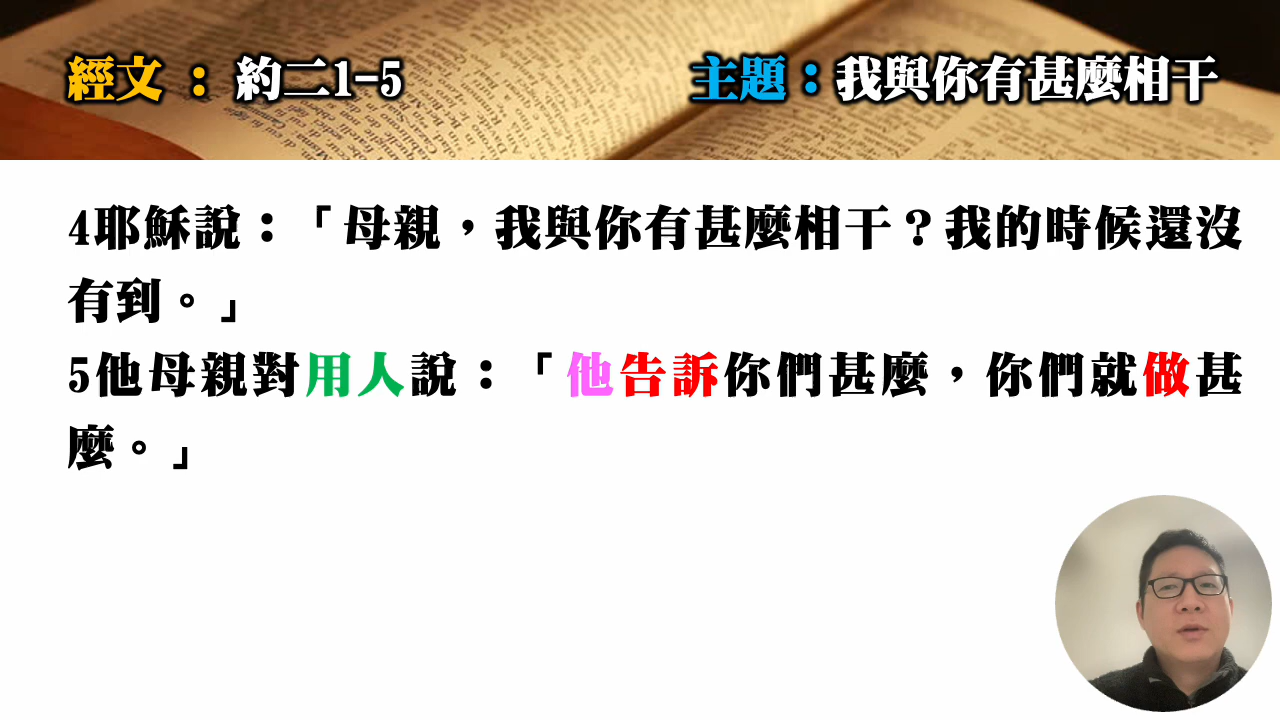 經文 : 約二1-5
主題：我與你有甚麼相干
4耶穌說：「母親，我與你有甚麼相干？我的時候還沒
有到。」
5他母親對用人說：「他告訴你們甚麼，你們就做甚
麼。」